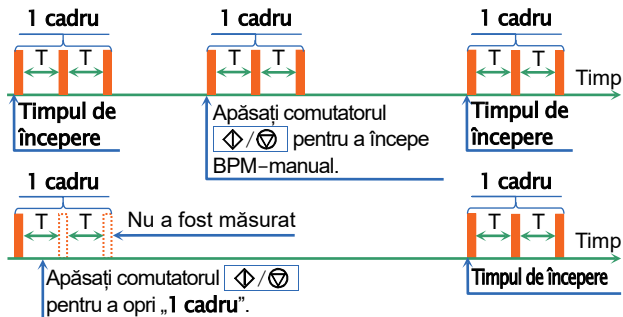 1 cadru
1 cadru
1 cadru
T T
T T
T T
Timp
Timpul de
începere
Apăsați comutatorul
/ pentru a începe
BPM-manual.
Timpul de
începere
1 cadru
1 cadru
T T
Nu a fost măsurat
T T
Timp
Apăsați comutatorul /
pentru a opri „1 cadru”.
Timpul de începere